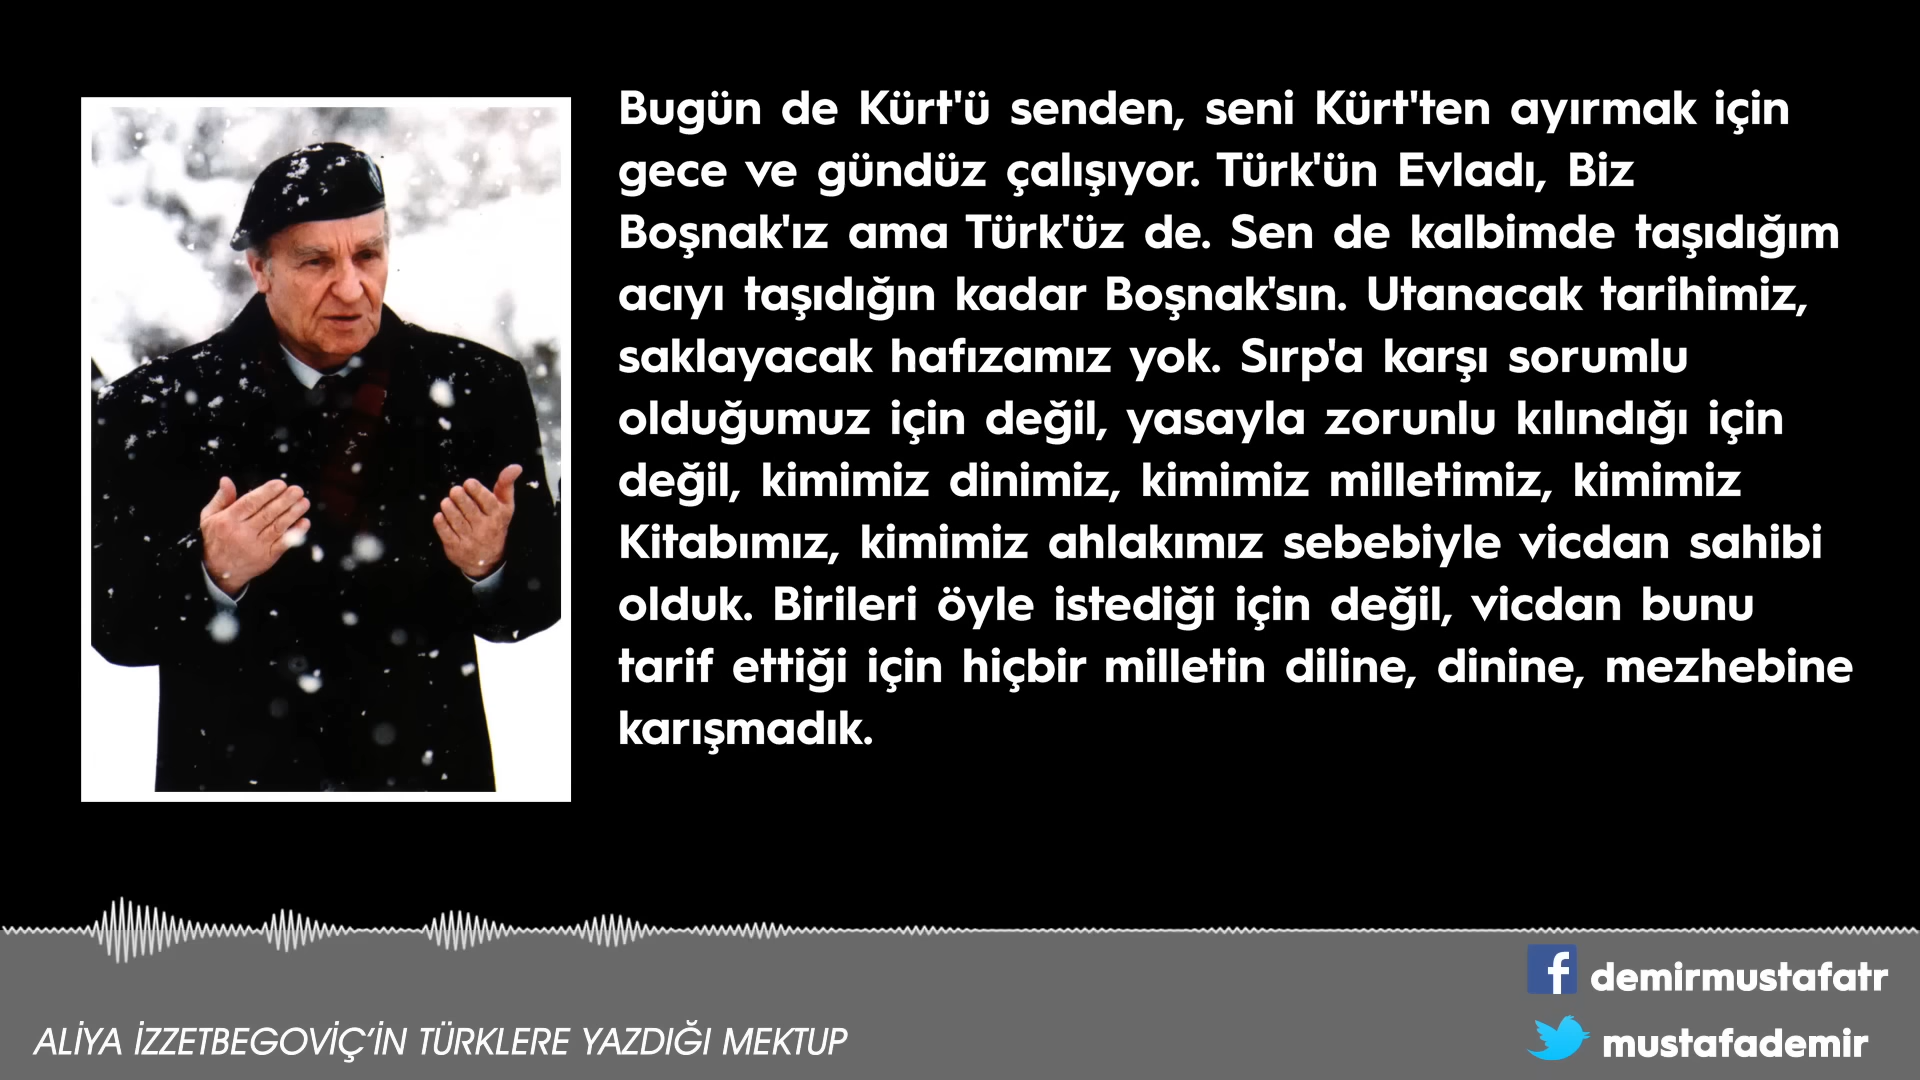 Bugün de Kürt'ü senden, seni Kürt'ten ayırmak için
gece ve gündüz çalışıyor. Türk'ün Evladı, Biz
Boşnak'ız ama Türk'üz de. Sen de kalbimde taşıdığım
acıyı taşıdığın kadar Boşnak'sın. Utanacak tarihimiz,
saklayacak hafızamız yok. Sırp'a karşı sorumlu
olduğumuz için değil, yasayla zorunlu kılındığı için
değil, kimimiz dinimiz, kimimiz milletimiz, kimimiz
Kitabımız, kimimiz ahlakımız sebebiyle vicdan sahibi
olduk. Birileri öyle istediği için değil, vicdan bunu
tarif ettiği için hiçbir milletin diline, dinine, mezhebine
karışmadık.
demirmustafatr
ALİYA İZZETBEGOVİÇ’İN TÜRKLERE YAZDIĞI MEKTUP
mustafademir